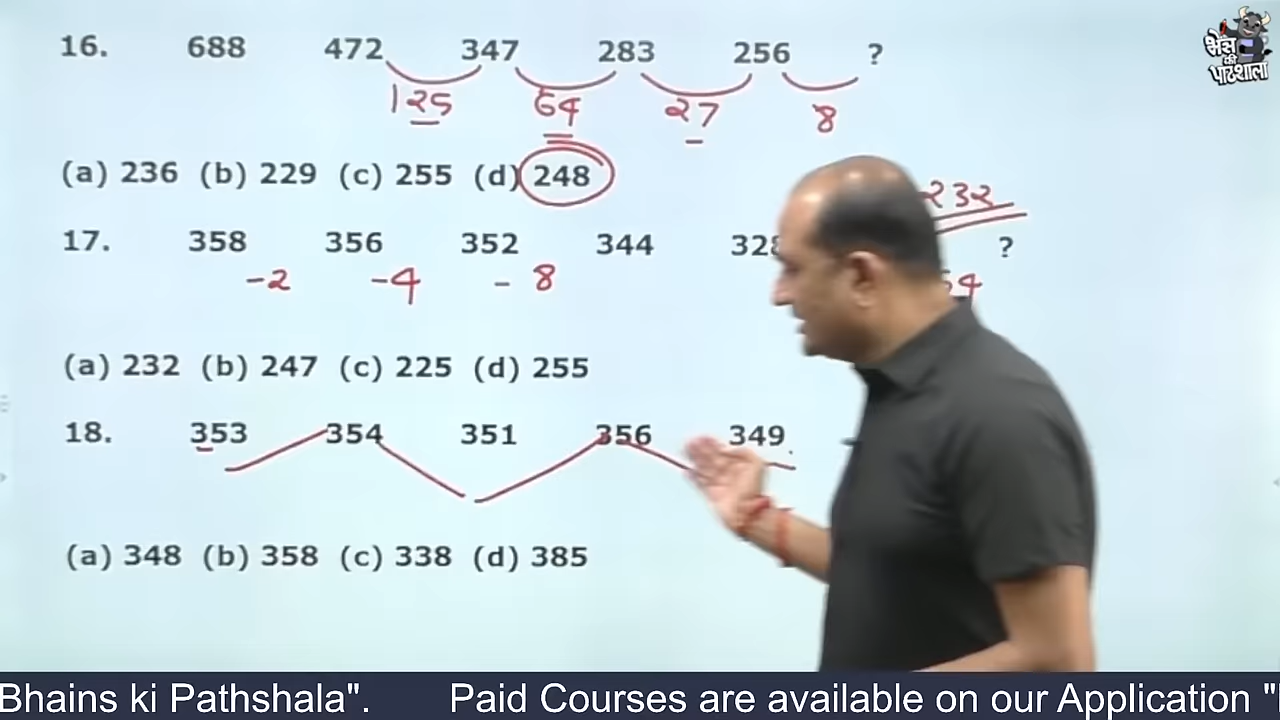 16. 688 472 347 283 256 ?
125 64 27 8
(a) 236 (b) 229 (c) 255 (d) 248
232
17. 358 356 352 344 328 ?
-2 -4 - 8 64
(a) 232 (b) 247 (c) 225 (d) 255
18. 353 354 351 356 349
(a) 348 (b) 358 (c) 338 (d) 385
भैंस
की
पाठशाला
Bhains ki Pathshala". Paid Courses are available on our Application "